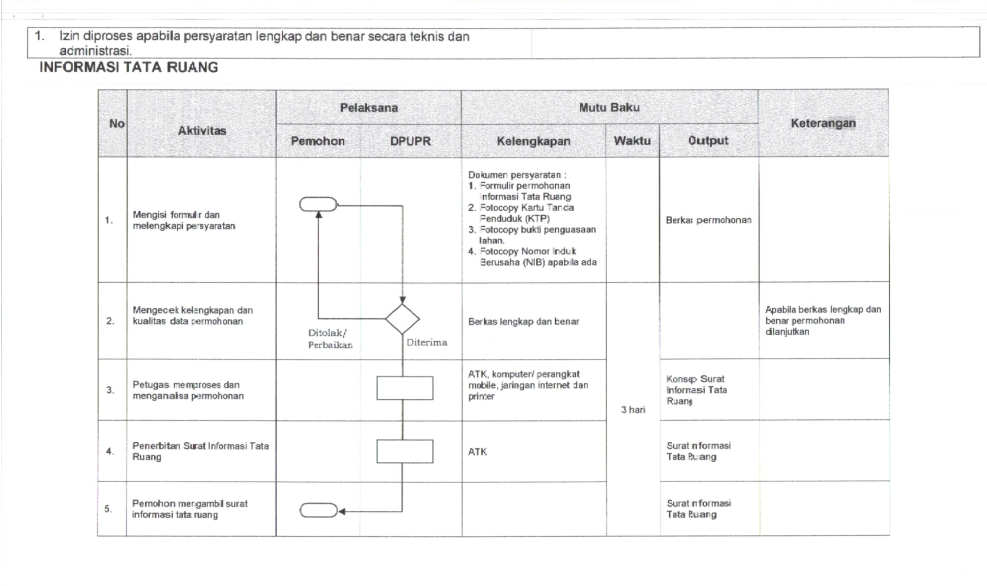 1. Izin diproses apabila persyaratan lengkap dan benar secara teknis dan
administrasi.
INFORMASI TATA RUANG
No
Aktivitas
Pelaksana
Mutu Baku
Keterangan
Pemohon
DPUPR
Kelengkapan
Waktu
Output
1.
Mengisi formulir dan
melengkapi persyaratan
Dokumen persyaratan :
1. Formulir permohonan
Informasi Tata Ruang
2. Fotocopy Kartu Tanda
Penduduk (KTP)
3. Fotocopy bukti penguasaan
lahan.
4. Fotocopy Nomor Induk
Berusaha (NIB) apabila ada
Berkas permohonan
2.
Mengecek kelengkapan dan
kualitas data permohonan
Ditolak/
Perbaikan
Diterima
Berkas lengkap dan benar
Apabila berkas lengkap dan
benar permohonan
dilanjutkan
3.
Petugas memproses dan
menganalisa permohonan
ATK, komputer/ perangkat
mobile, jaringan internet dan
printer
3 hari
Konsep Surat
Informasi Tata
Ruang
4.
Penerbitan Surat Informasi Tata
Ruang
ATK
Surat Informasi
Tata Ruang
5.
Pemohon mengambil surat
informasi tata ruang
Surat Informasi
Tata Ruang